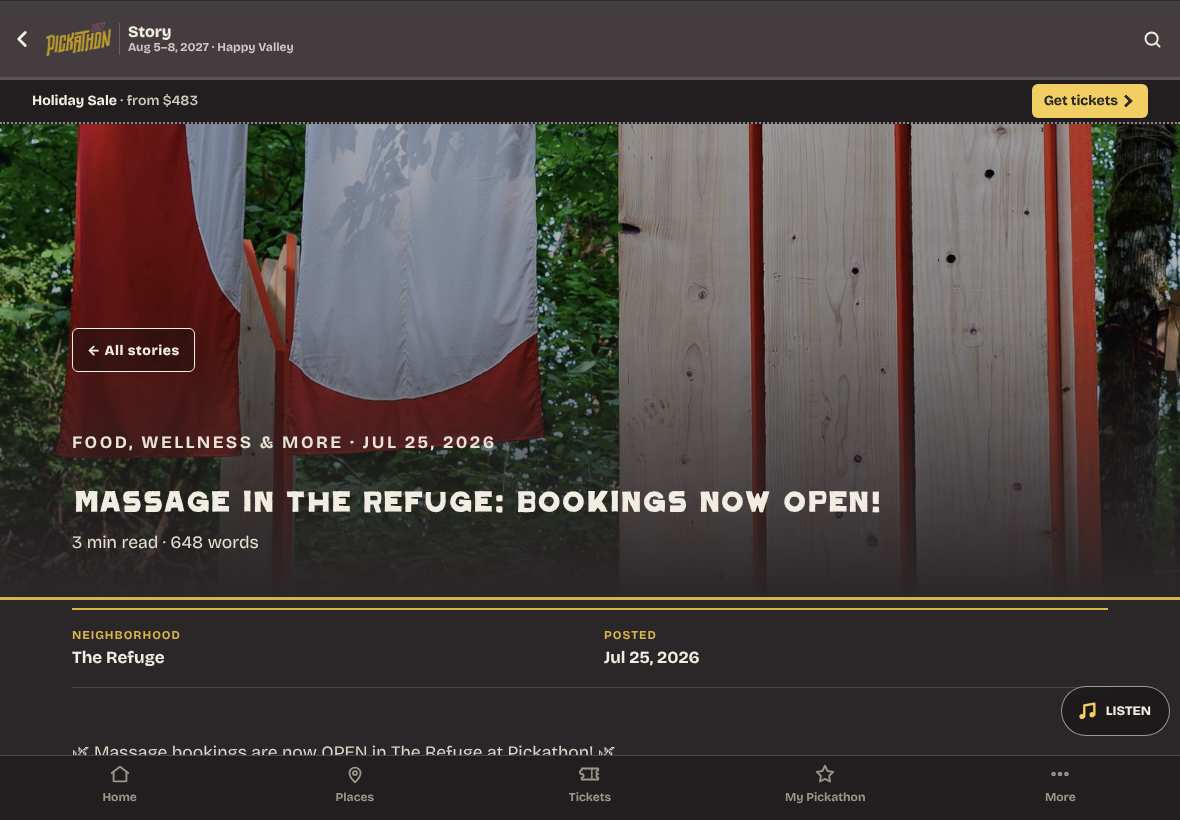 PICKATHON
Story
Aug 5–8, 2027 · Happy Valley
Holiday Sale · from $483
Get tickets
← All stories
FOOD, WELLNESS & MORE · JUL 25, 2026
MASSAGE IN THE REFUGE: BOOKINGS NOW OPEN!
3 min read · 648 words
NEIGHBORHOOD
The Refuge
POSTED
Jul 25, 2026
LISTEN
🌿 Massage bookings are now OPEN in The Refuge at Pickathon! 🌿
Home
Places
Tickets
My Pickathon
More